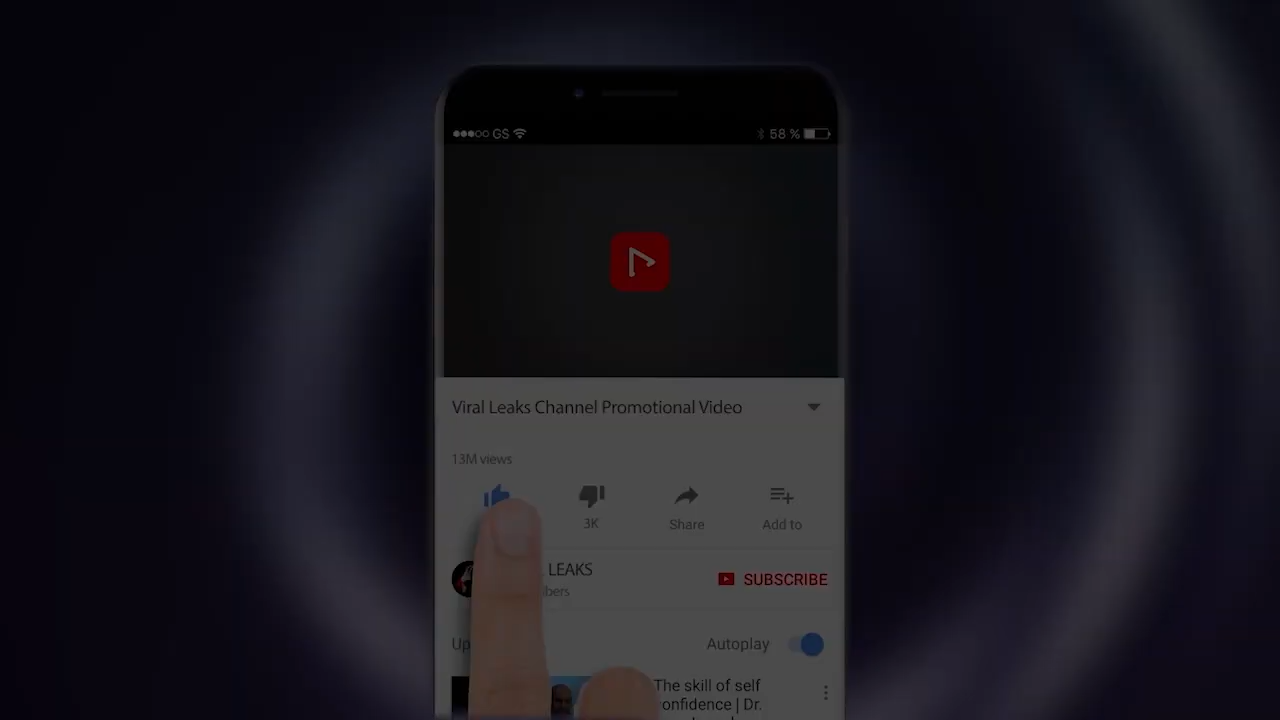 GS
58 %
Viral Leaks Channel Promotional Video
13M views
3K
Share
Add to
LEAKS
SUBSCRIBE
Autoplay
The skill of self
confidence | Dr.